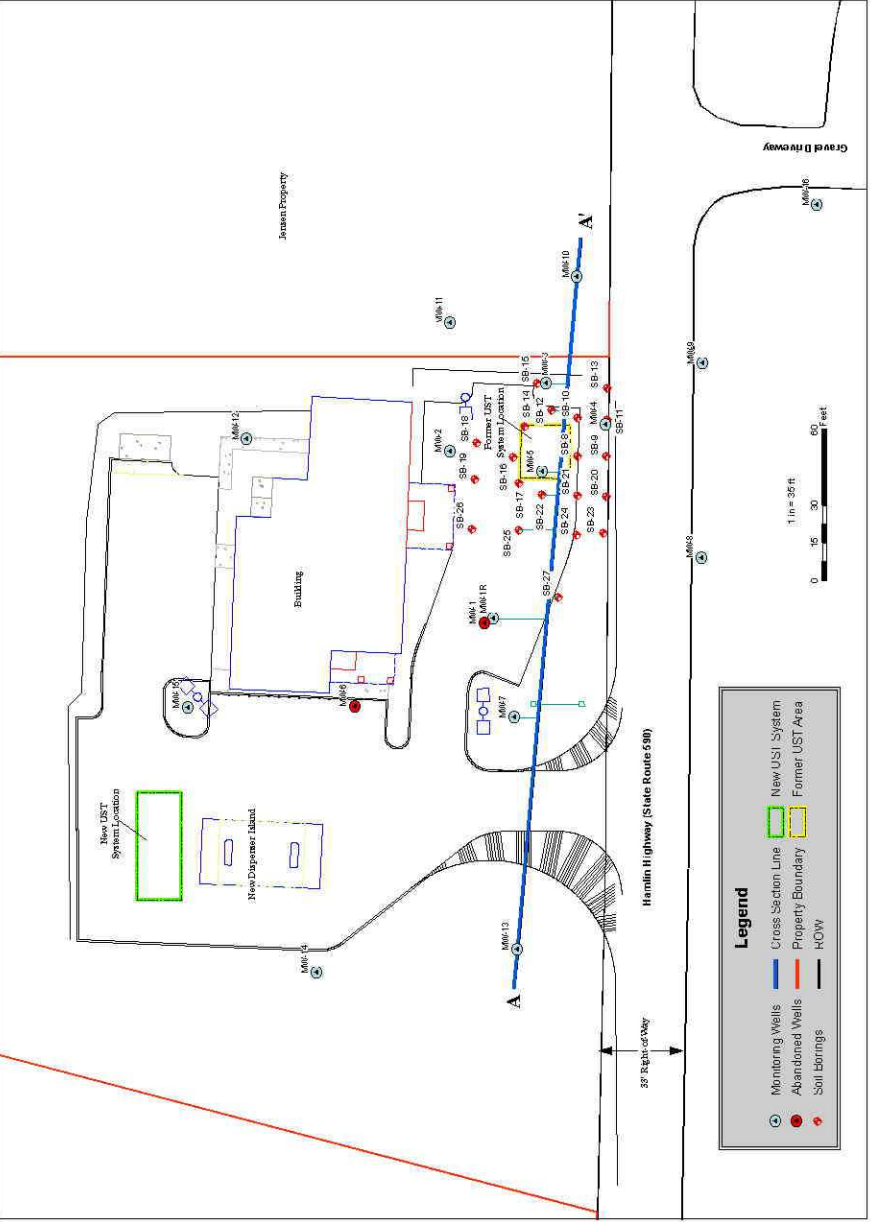 Gravel Driveway
MW-16
Jensen Property
A'
MW-10
MW-11
MW-9
SB-15
MW-3
SB-13
SB-14
SB-12
SB-10
MW-4
SB-11
Former UST
System Location
MW-12
MW-2
SB-18
SB-8
SB-9
MW-5
SB-19
SB-16
SB-21
SB-20
SB-17
SB-22
SB-26
SB-25
SB-24
SB-23
MW-8
SB-27
Building
MW-1
MW-1R
MW-15
MW-6
MW-7
New UST
System Location
New Dispenser Island
Hamlin Highway (State Route 590)
MW-13
MW-14
A
33' Right-of-Way
1 in = 35 ft
0 15 30 60
Feet
Legend
Monitoring Wells
Abandoned Wells
Soil Borings
Cross Section Line
Property Boundary
ROW
New UST System
Former UST Area